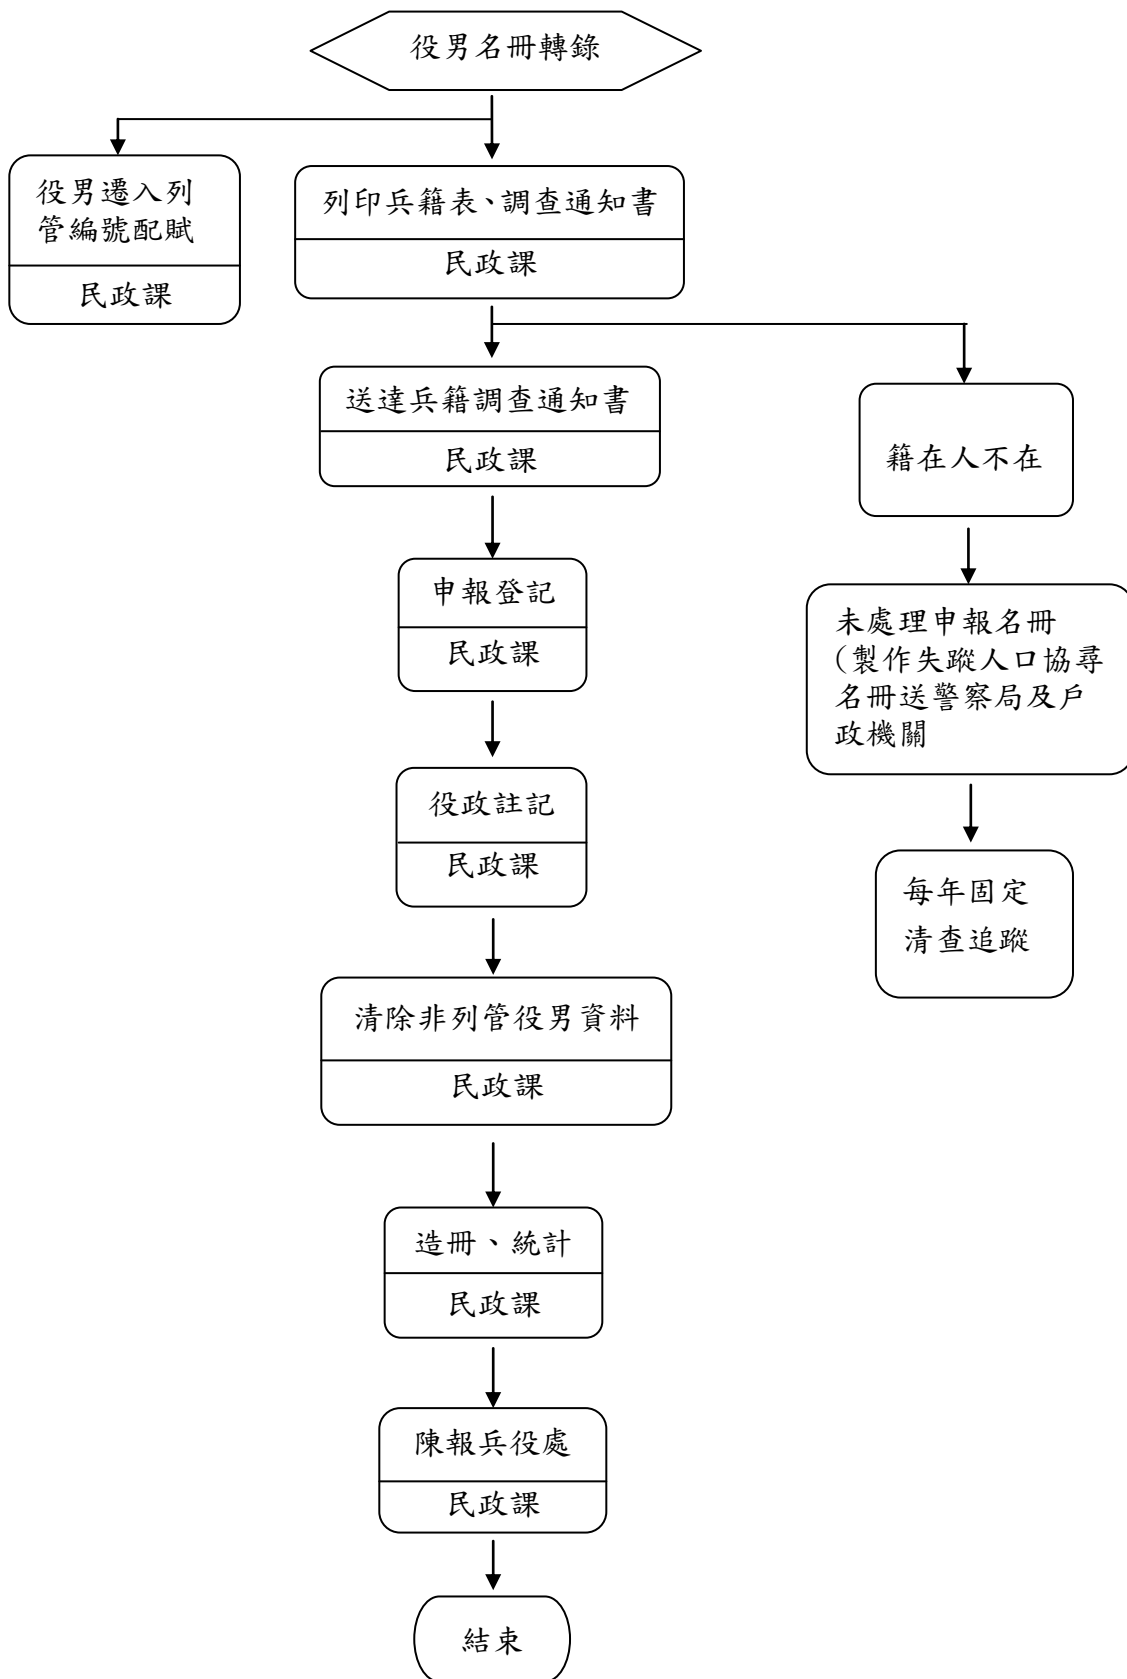 役男名冊轉錄
役男遷入列
管編號配賦
民政課
列印兵籍表、調查通知書
民政課
送達兵籍調查通知書
民政課
籍在人不在
申報登記
民政課
未處理申報名冊
（製作失蹤人口協尋
名冊送警察局及戶
政機關
役政註記
民政課
每年固定
清查追蹤
清除非列管役男資料
民政課
造冊、統計
民政課
陳報兵役處
民政課
結束